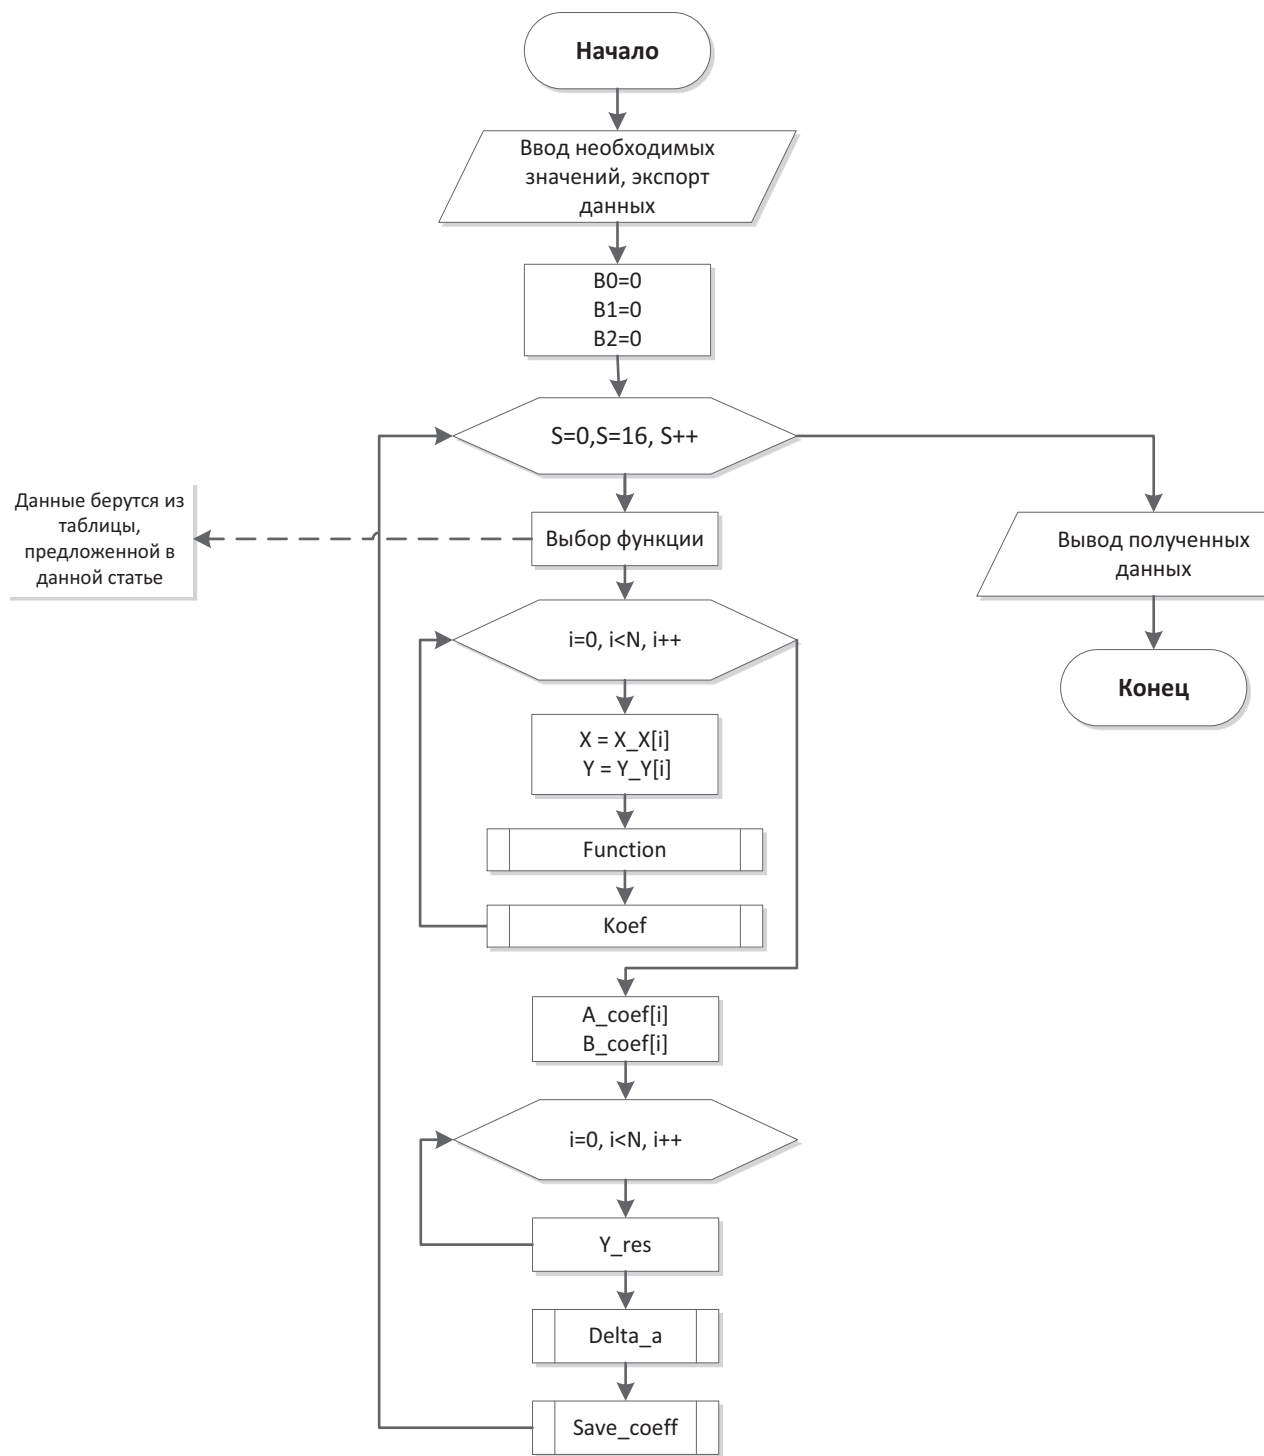 Начало
Ввод необходимых
значений, экспорт
данных
B0=0
B1=0
B2=0
S=0,S=16, S++
Данные берутся из
таблицы,
предложенной в
данной статье
Выбор функции
Вывод полученных
данных
i=0, i<N, i++
Конец
X = X_X[i]
Y = Y_Y[i]
Function
Koef
A_coef[i]
B_coef[i]
i=0, i<N, i++
Y_res
Delta_a
Save_coeff